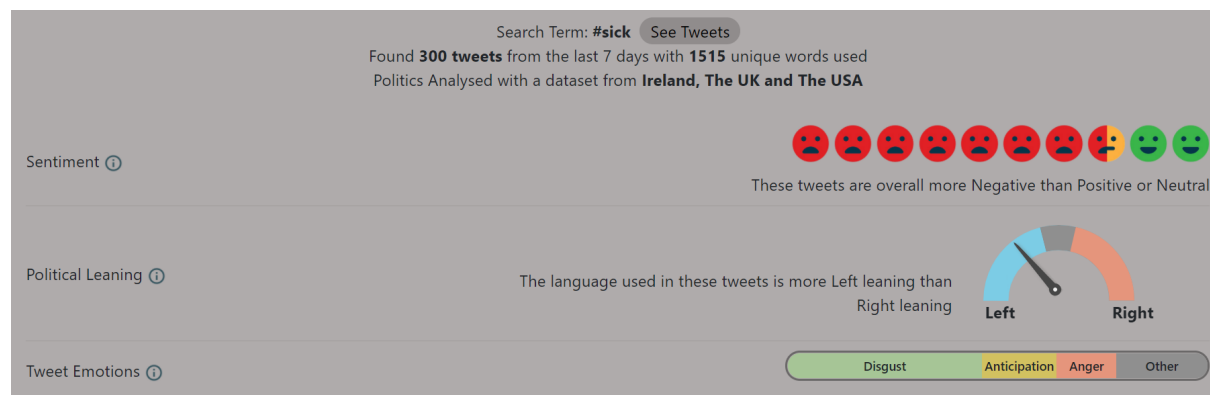 Search Term: #sick See Tweets
Found 300 tweets from the last 7 days with 1515 unique words used
Politics Analysed with a dataset from Ireland, The UK and The USA
Sentiment
These tweets are overall more Negative than Positive or Neutral
Political Leaning
The language used in these tweets is more Left leaning than
Right leaning
Left Right
Tweet Emotions
Disgust Anticipation Anger Other